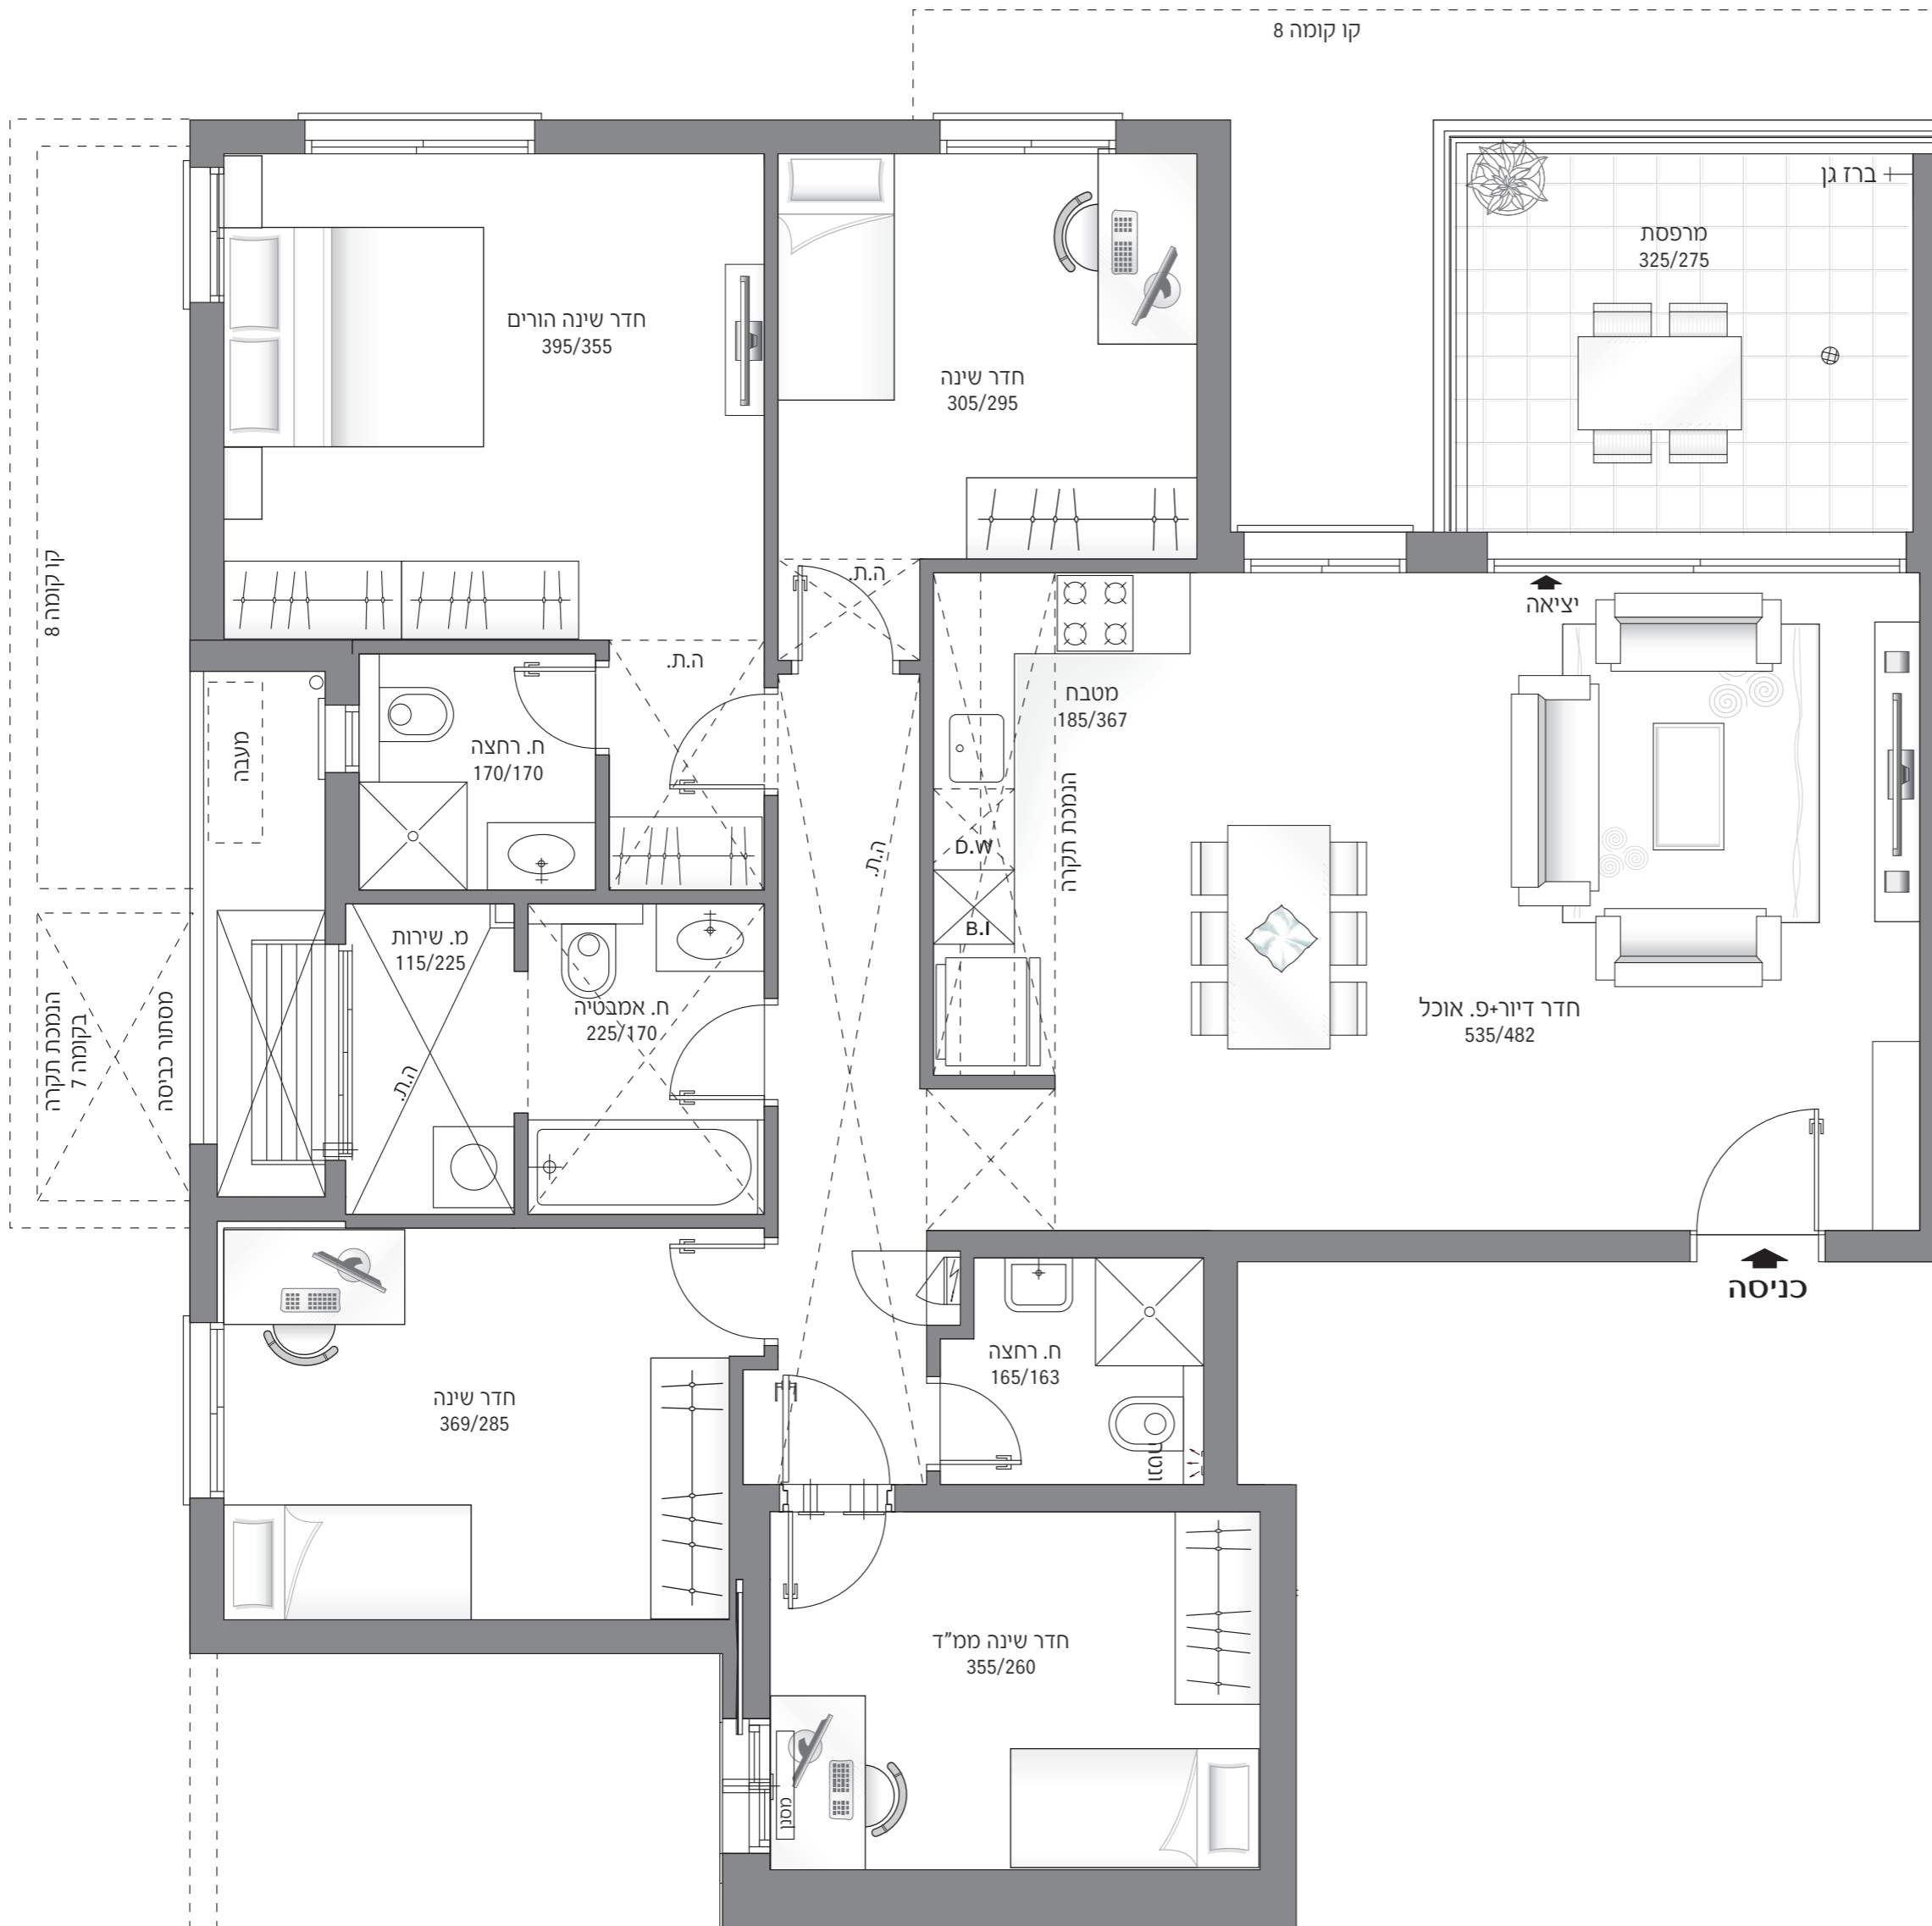 קו קומה 8
ברז גן
מרפסת
325/275
חדר שינה הורים
395/355
חדר שינה
305/295
קו קומה 8
ה.ת.
יציאה
ה.ת.
מטבח
185/367
ח. רחצה
170/170
מעבה
הנמכת תקרה
ה.ת.
D.W
B.I
מ. שירות
115/225
ח. אמבטיה
225/170
חדר דיור+פ. אוכל
535/482
הנמכת תקרה
בקומה 7
מסתור כביסה
ה.ת.
כניסה
ח. רחצה
165/163
חדר שינה
369/285
חדר שינה ממ"ד
355/260
מסנן